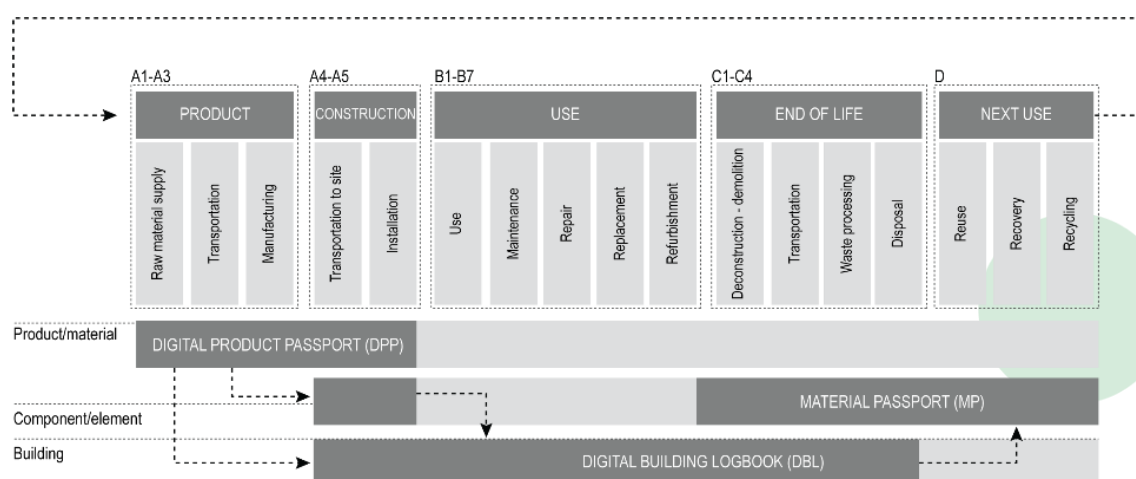 A1-A3
A4-A5
B1-B7
C1-C4
D
PRODUCT
CONSTRUCTION
USE
END OF LIFE
NEXT USE
Raw material supply
Transportation
Manufacturing
Transportation to site
Installation
Use
Maintenance
Repair
Replacement
Refurbishment
Deconstruction - demolition
Transportation
Waste processing
Disposal
Reuse
Recovery
Recycling
Product/material
DIGITAL PRODUCT PASSPORT (DPP)
Component/element
MATERIAL PASSPORT (MP)
Building
DIGITAL BUILDING LOGBOOK (DBL)